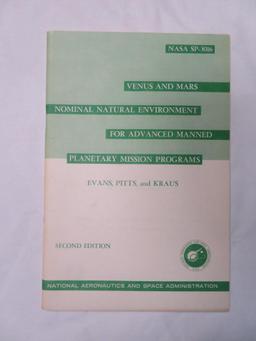 NASA SP-3016
VENUS AND MARS
NOMINAL NATURAL ENVIRONMENT
FOR ADVANCED MANNED
PLANETARY MISSION PROGRAMS
EVANS, PITTS, and KRAUS
SECOND EDITION
NATIONAL AERONAUTICS AND SPACE ADMINISTRATION